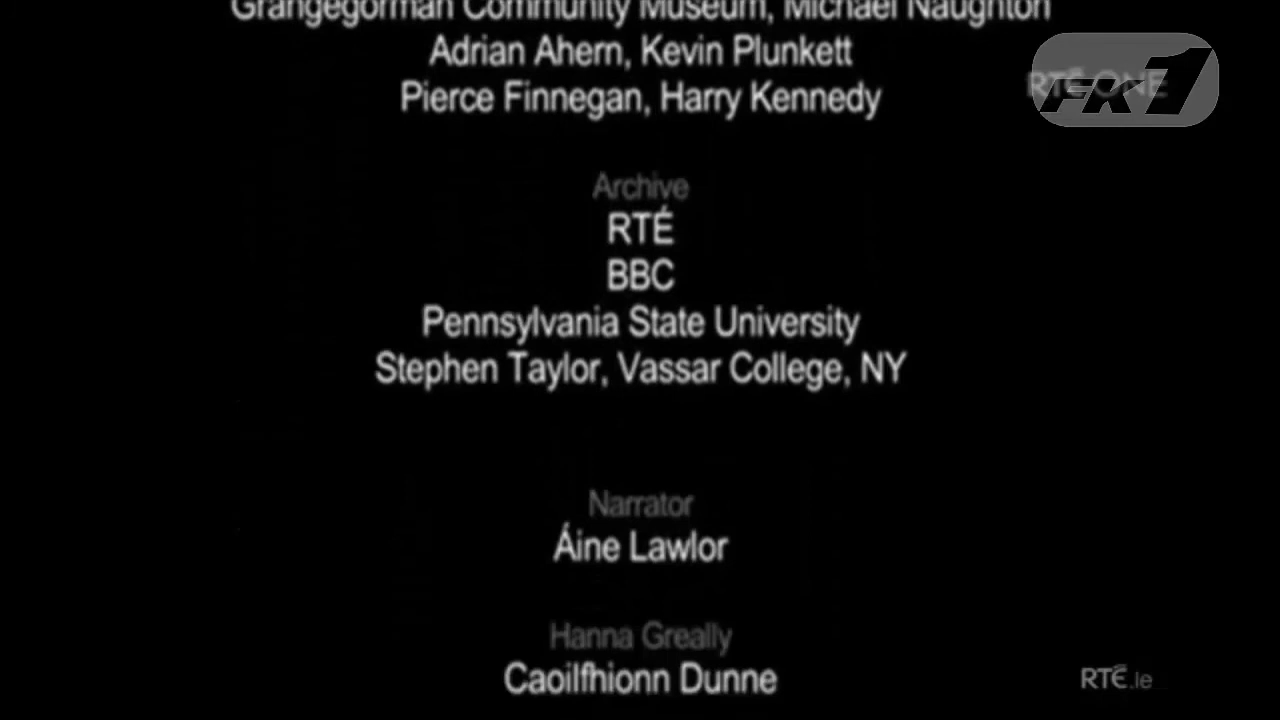 Grangegorman Community Museum, Michael Naughton
Adrian Ahern, Kevin Plunkett
Pierce Finnegan, Harry Kennedy
RTÉ ONE
FK1
Archive
RTÉ
BBC
Pennsylvania State University
Stephen Taylor, Vassar College, NY
Narrator
Áine Lawlor
Hanna Greally
Caoilfhionn Dunne
RTÉ.ie